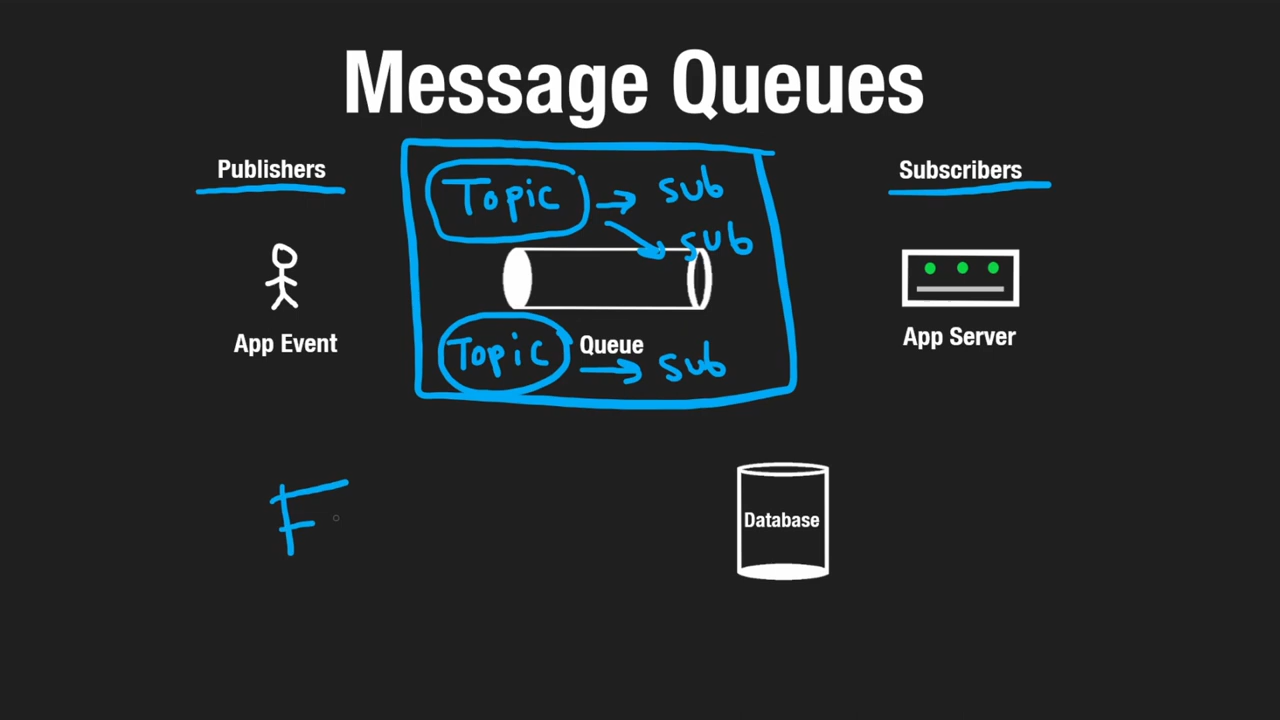 Message Queues
Publishers
Topic → sub
sub
Subscribers
App Event
Topic → sub
Queue
App Server
F
Database